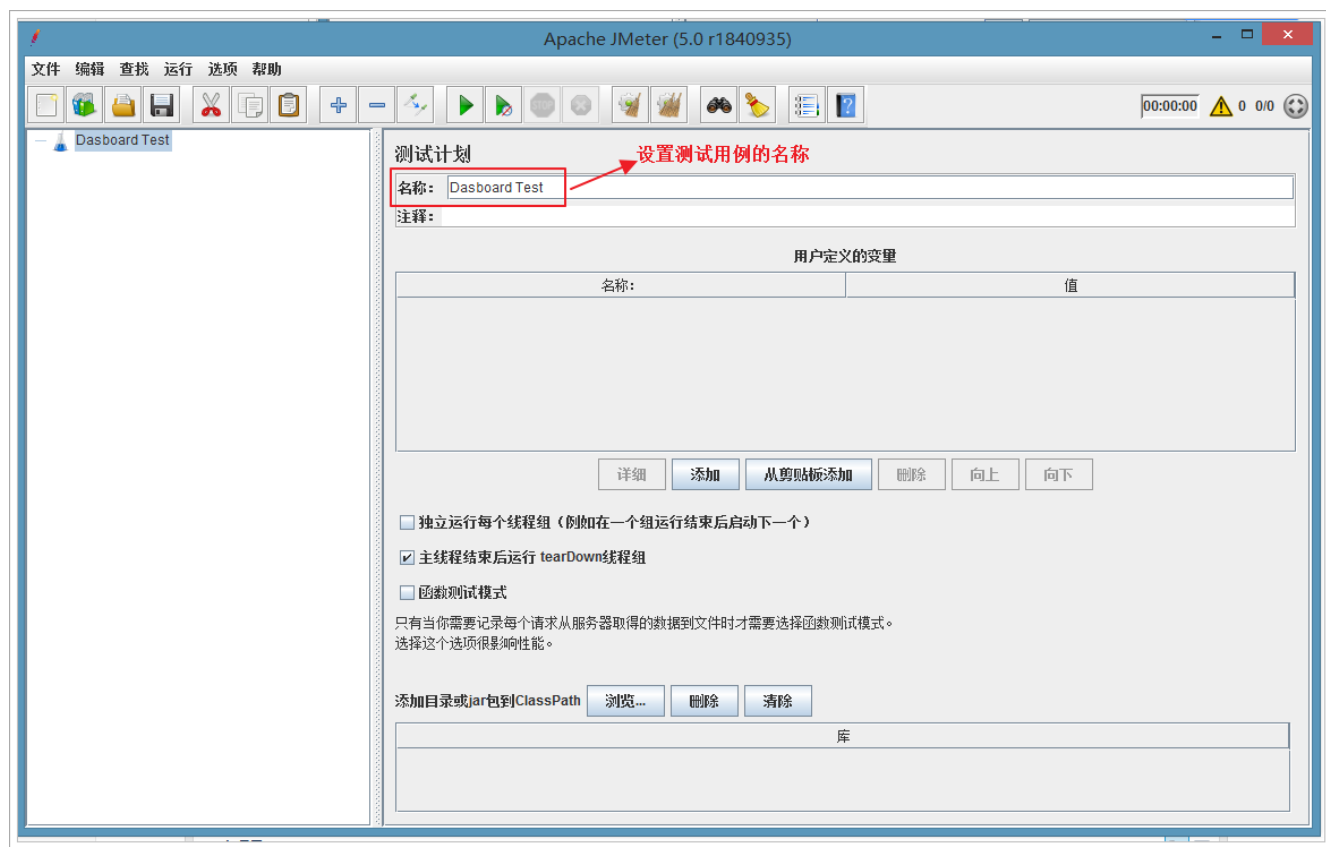 Apache JMeter (5.0 r1840935)
文件 编辑 查找 运行 选项 帮助
STOP
00:00:00 0 0/0
Dasboard Test
测试计划
设置测试用例的名称
名称: Dasboard Test
注释:
用户定义的变量
名称: 值
详细 添加 从剪贴板添加 删除 向上 向下
独立运行每个线程组（例如在一个组运行结束后启动下一个）
主线程结束后运行 tearDown线程组
函数测试模式
只有当你需要记录每个请求从服务器取得的数据到文件时才需要选择函数测试模式。
选择这个选项很影响性能。
添加目录或jar包到ClassPath 浏览... 删除 清除
库